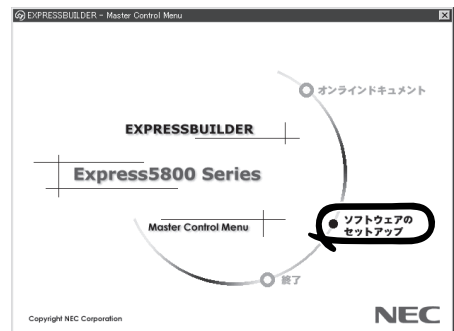 EXPRESSBUILDER - Master Control Menu
オンラインドキュメント
EXPRESSBUILDER
Express5800 Series
Master Control Menu
ソフトウェアの
セットアップ
終了
Copyright NEC Corporation
NEC